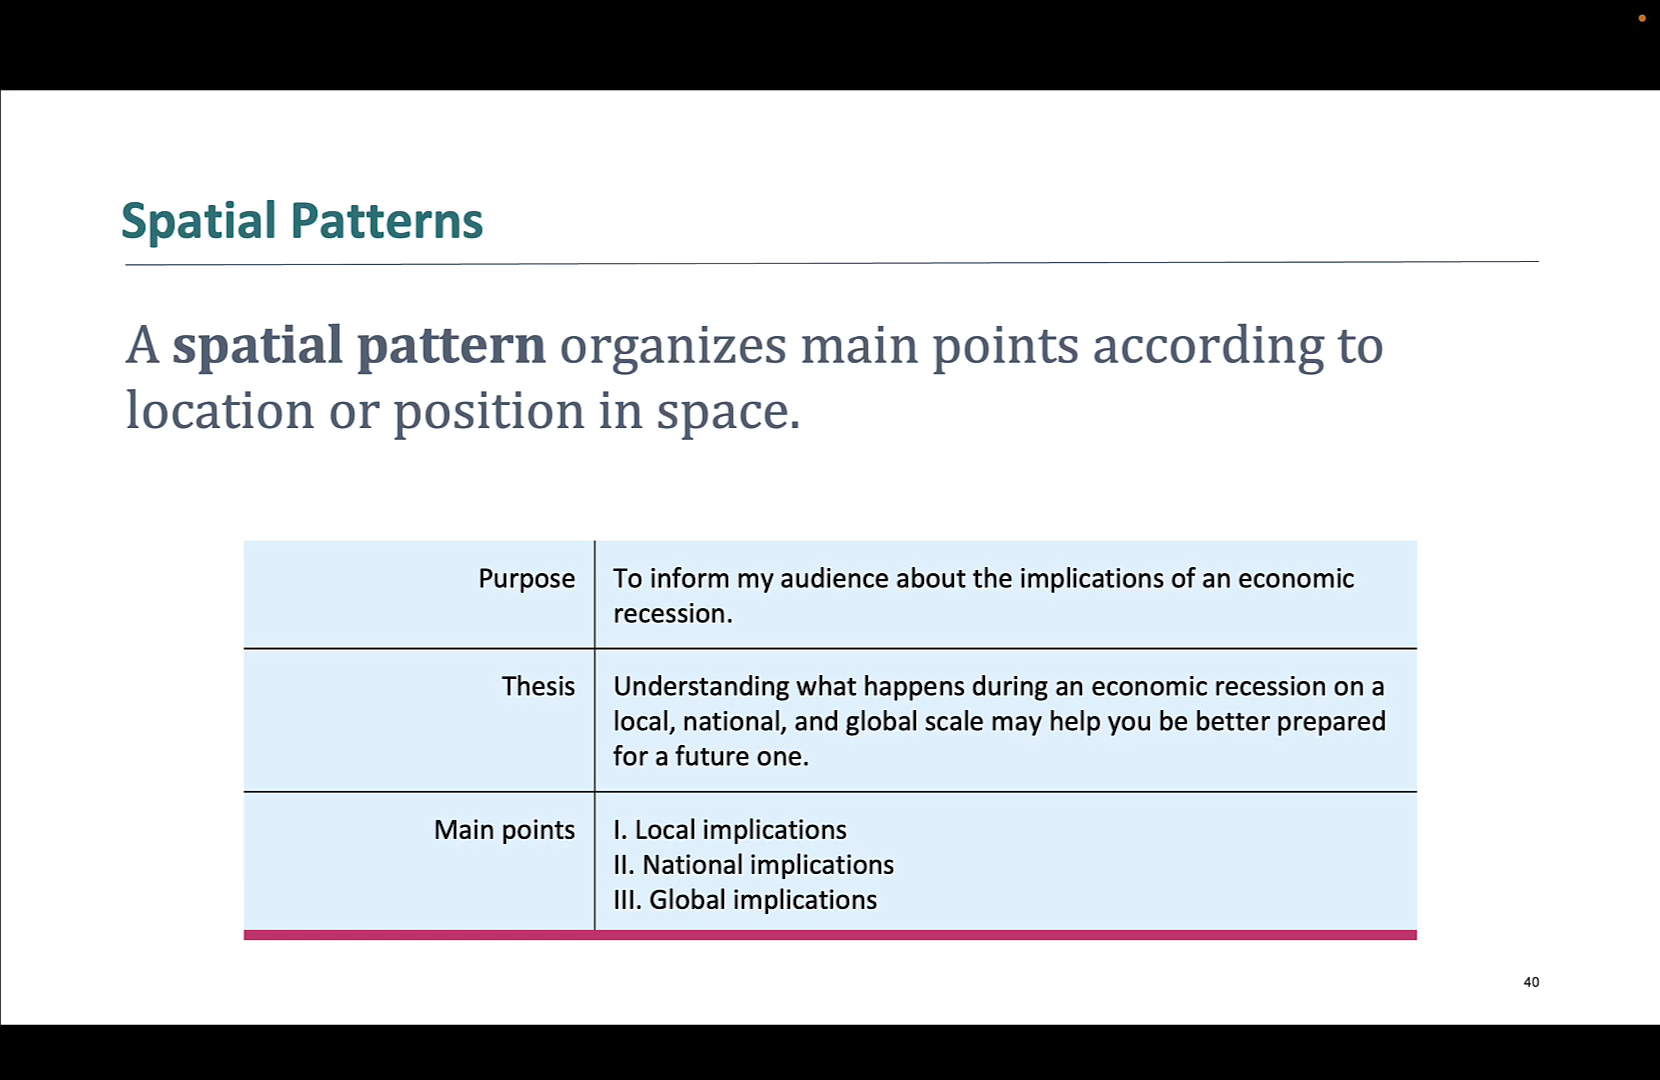 Spatial Patterns
A spatial pattern organizes main points according to
location or position in space.
Purpose
To inform my audience about the implications of an economic
recession.
Thesis
Understanding what happens during an economic recession on a
local, national, and global scale may help you be better prepared
for a future one.
Main points
I. Local implications
II. National implications
III. Global implications
40